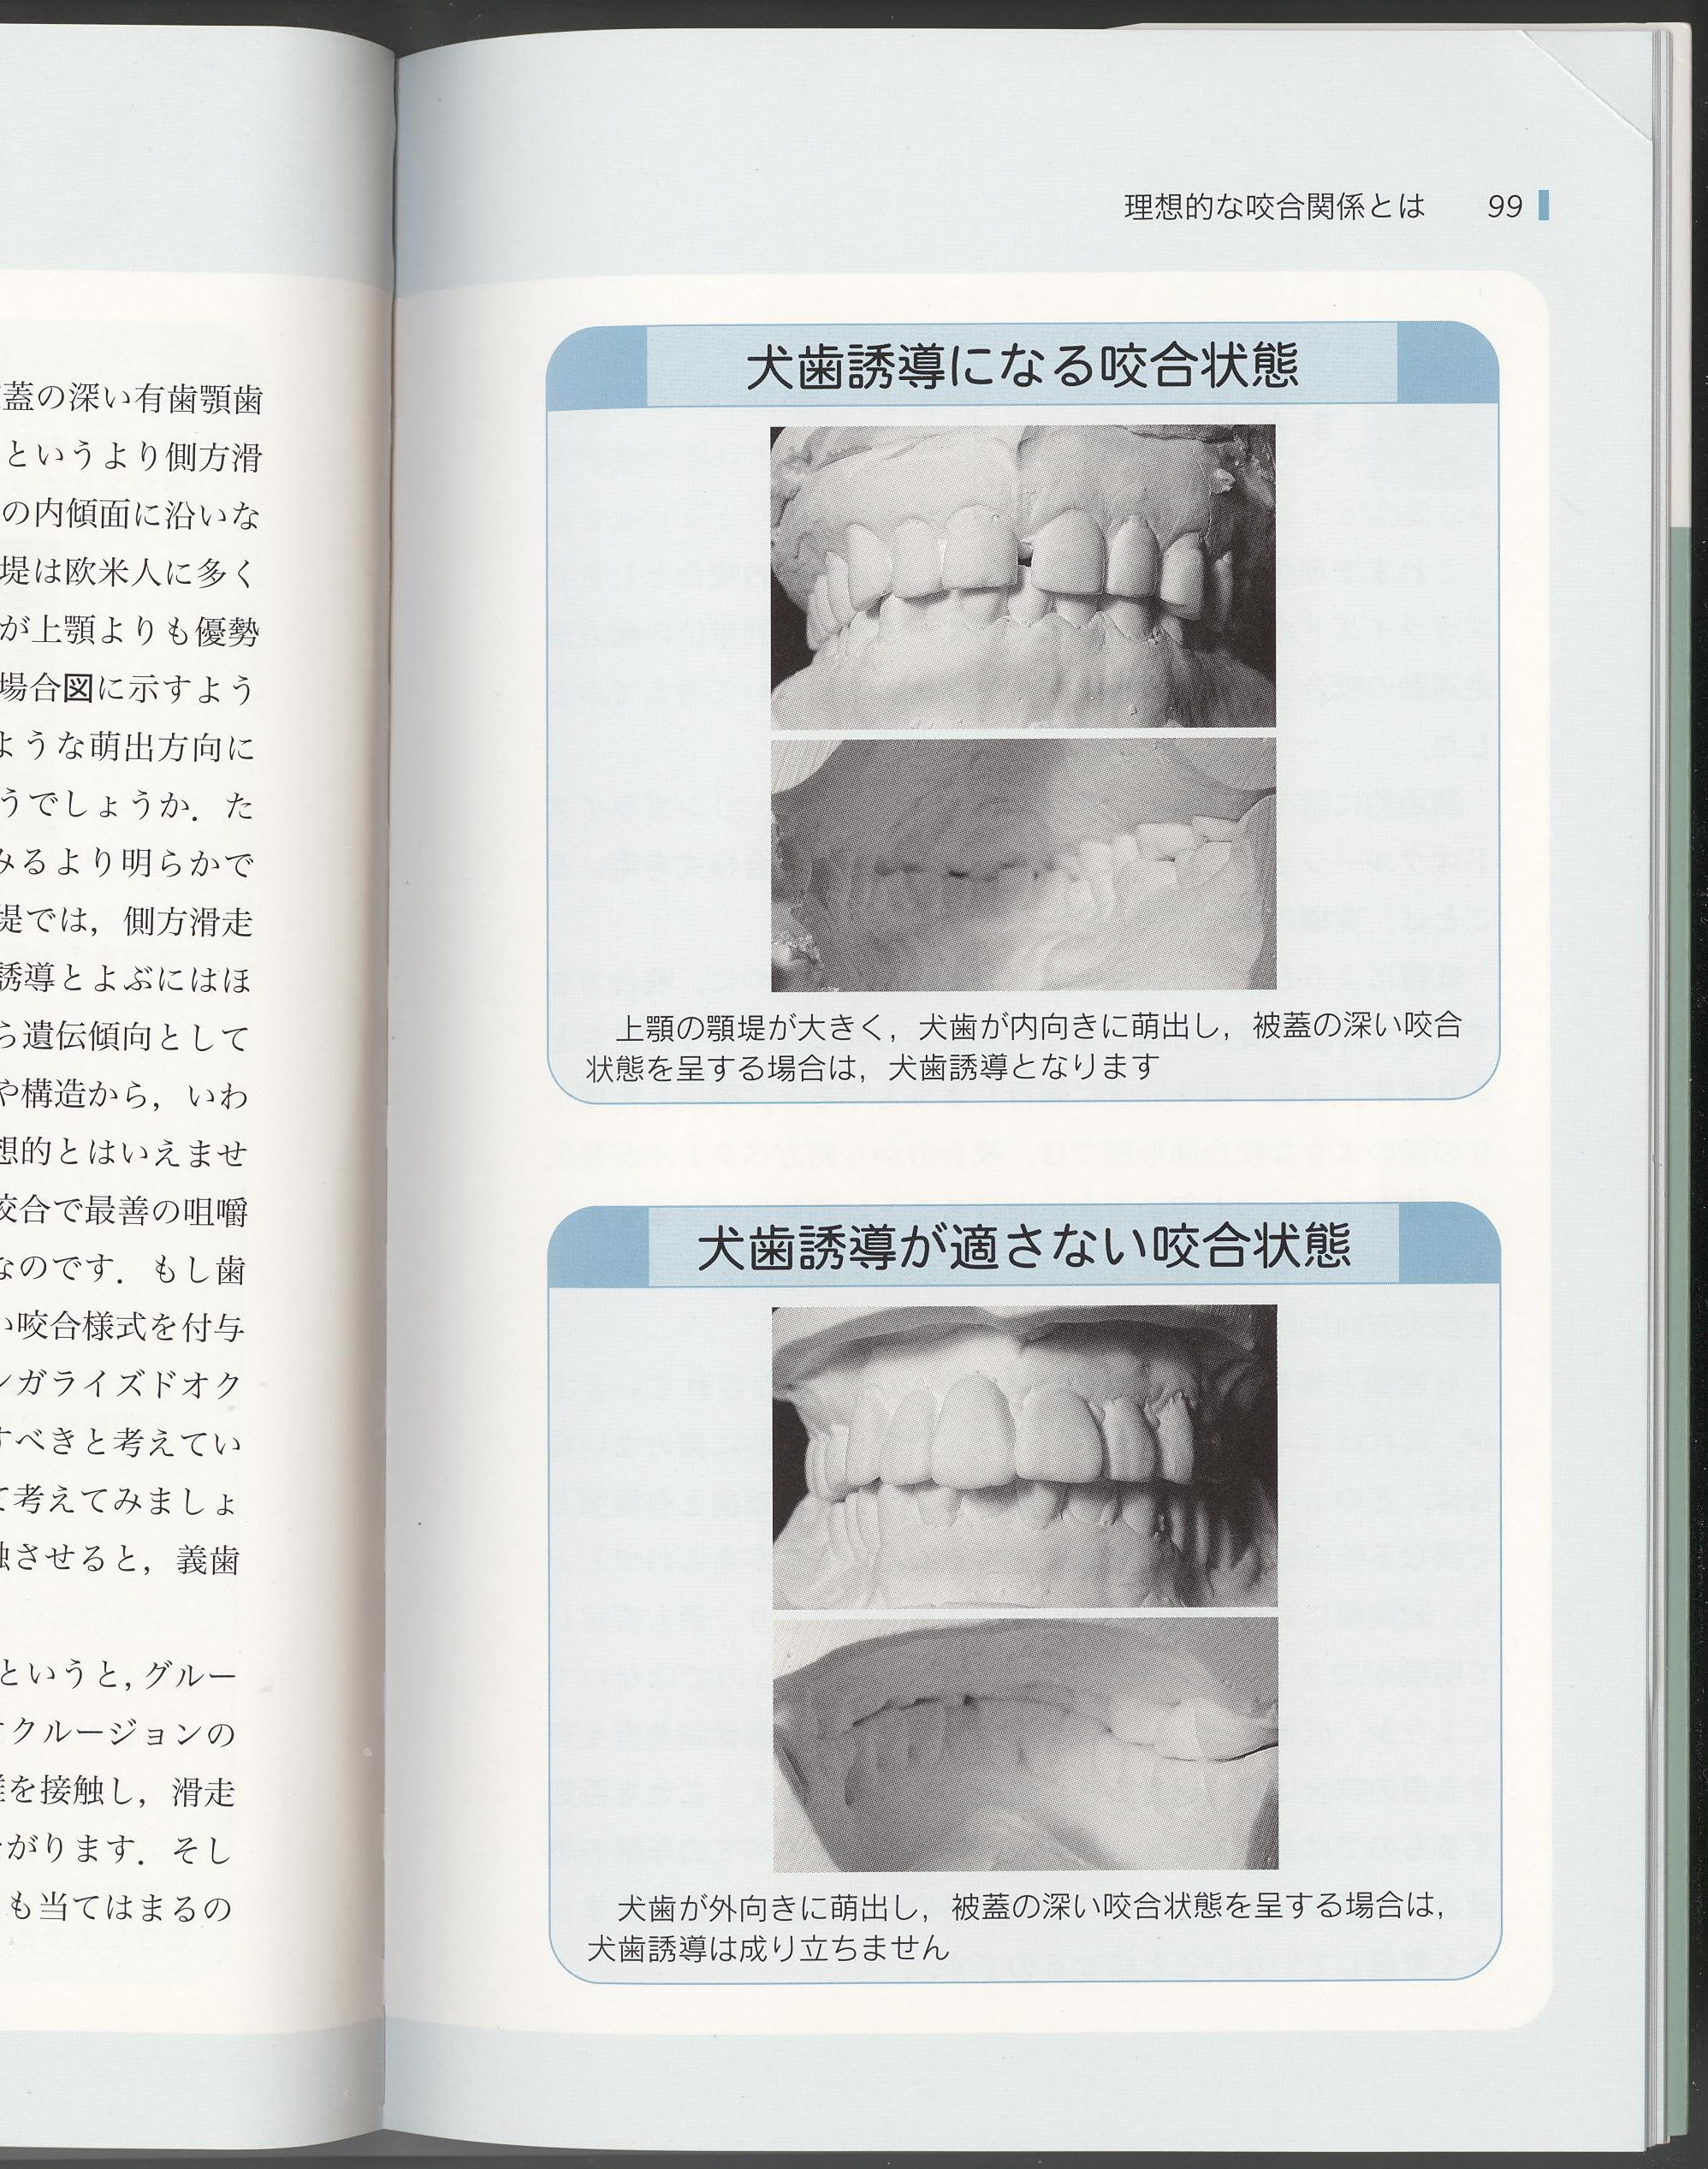 蓋の深い有歯顎歯
というより側方滑
の内傾面に沿いな
堤は欧米人に多く
が上顎よりも優勢
場合図に示すよう
ような萌出方向に
うでしょうか．た
みるより明らかで
堤では，側方滑走
誘導とよぶにはほ
ら遺伝傾向として
や構造から，いわ
想的とはいえませ
咬合で最善の咀嚼
なのです．もし歯
い咬合様式を付与
ンガライズドオク
すべきと考えてい
て考えてみましょ
触させると，義歯
というと，グルー
オクルージョンの
を接触し，滑走
がります．そし
も当てはまるの
理想的な咬合関係とは 99
犬歯誘導になる咬合状態
上顎の顎堤が大きく，犬歯が内向きに萌出し，被蓋の深い咬合
状態を呈する場合は，犬歯誘導となります
犬歯誘導が適さない咬合状態
犬歯が外向きに萌出し，被蓋の深い咬合状態を呈する場合は，
犬歯誘導は成り立ちません